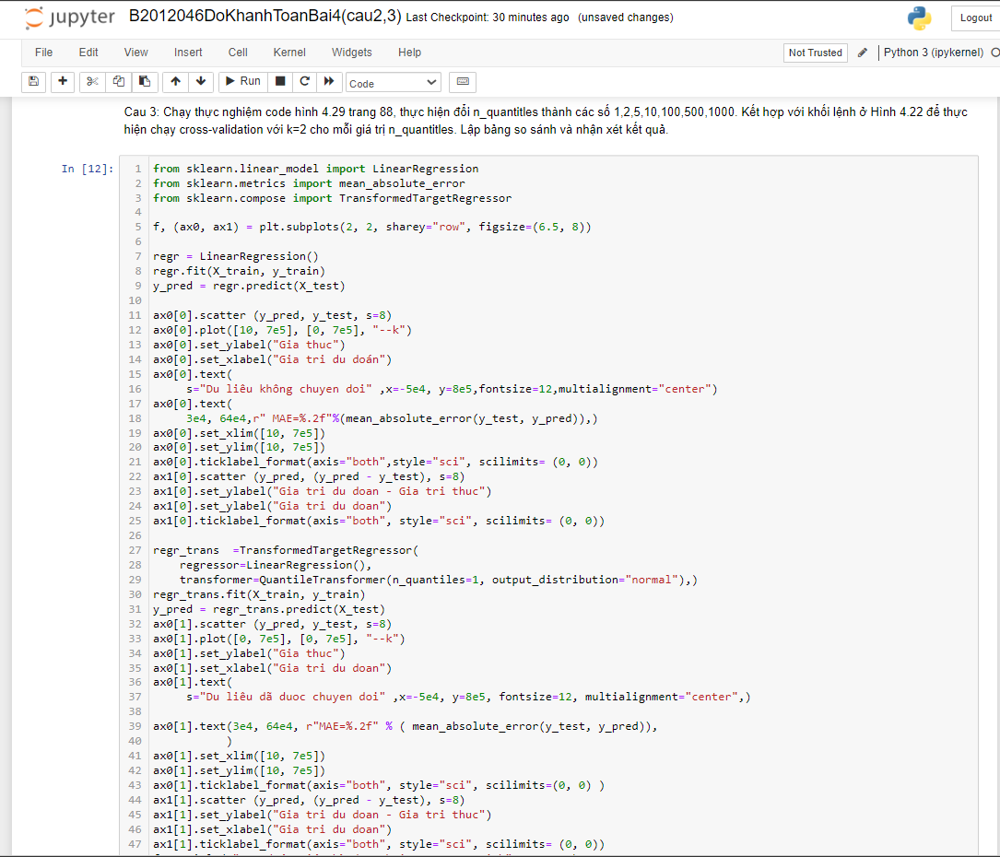 jupyter B2012046DoKhanhToanBai4(cau2,3) Last Checkpoint: 30 minutes ago (unsaved changes)
Logout
File Edit View Insert Cell Kernel Widgets Help
Not Trusted Python 3 (ipykernel)
Run Code
Cau 3: Chạy thực nghiệm code hình 4.29 trang 88, thực hiện đổi n_quantitles thành các số 1,2,5,10,100,500,1000. Kết hợp với khối lệnh ở Hình 4.22 để thực
hiện chạy cross-validation với k=2 cho mỗi giá trị n_quantitles. Lập bảng so sánh và nhận xét kết quả.
In [12]:
1 from sklearn.linear_model import LinearRegression
2 from sklearn.metrics import mean_absolute_error
3 from sklearn.compose import TransformedTargetRegressor
4
5 f, (ax0, ax1) = plt.subplots(2, 2, sharey="row", figsize=(6.5, 8))
6
7 regr = LinearRegression()
8 regr.fit(X_train, y_train)
9 y_pred = regr.predict(X_test)
10
11 ax0[0].scatter (y_pred, y_test, s=8)
12 ax0[0].plot([10, 7e5], [0, 7e5], "--k")
13 ax0[0].set_ylabel("Gia thuc")
14 ax0[0].set_xlabel("Gia tri du doán")
15 ax0[0].text(
16 s="Du liêu không chuyen doi" ,x=-5e4, y=8e5,fontsize=12,multialignment="center")
17 ax0[0].text(
18 3e4, 64e4,r" MAE=%.2f"%(mean_absolute_error(y_test, y_pred)),)
19 ax0[0].set_xlim([10, 7e5])
20 ax0[0].set_ylim([10, 7e5])
21 ax0[0].ticklabel_format(axis="both",style="sci", scilimits= (0, 0))
22 ax1[0].scatter (y_pred, (y_pred - y_test), s=8)
23 ax1[0].set_ylabel("Gia tri du doan - Gia tri thuc")
24 ax1[0].set_ylabel("Gia tri du doan")
25 ax1[0].ticklabel_format(axis="both", style="sci", scilimits= (0, 0))
26
27 regr_trans =TransformedTargetRegressor(
28 regressor=LinearRegression(),
29 transformer=QuantileTransformer(n_quantiles=1, output_distribution="normal"),)
30 regr_trans.fit(X_train, y_train)
31 y_pred = regr_trans.predict(X_test)
32 ax0[1].scatter (y_pred, y_test, s=8)
33 ax0[1].plot([0, 7e5], [0, 7e5], "--k")
34 ax0[1].set_ylabel("Gia thuc")
35 ax0[1].set_xlabel("Gia tri du doan")
36 ax0[1].text(
37 s="Du liêu dã duoc chuyen doi" ,x=-5e4, y=8e5, fontsize=12, multialignment="center",)
38
39 ax0[1].text(3e4, 64e4, r"MAE=%.2f" % ( mean_absolute_error(y_test, y_pred)),
40 )
41 ax0[1].set_xlim([10, 7e5])
42 ax0[1].set_ylim([10, 7e5])
43 ax0[1].ticklabel_format(axis="both", style="sci", scilimits=(0, 0) )
44 ax1[1].scatter (y_pred, (y_pred - y_test), s=8)
45 ax1[1].set_ylabel("Gia tri du doan - Gia tri thuc")
46 ax1[1].set_xlabel("Gia tri du doan")
47 ax1[1].ticklabel_format(axis="both", style="sci", scilimits= (0, 0))